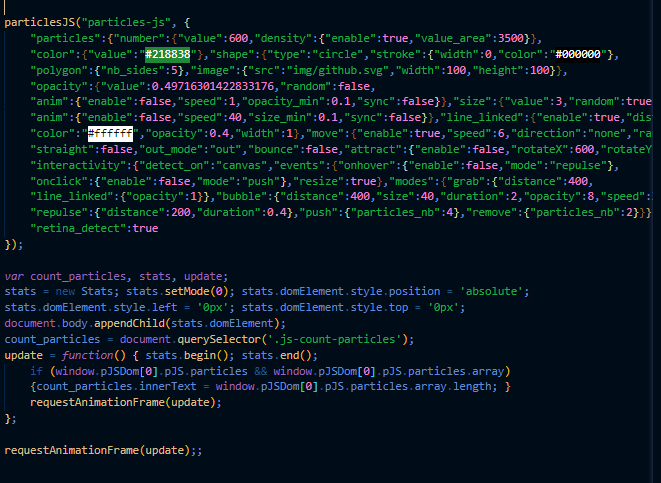 particlesJS("particles-js", {
"particles":{"number":{"value":600,"density":{"enable":true,"value_area":3500}},
"color":{"value":"#218838"},"shape":{"type":"circle","stroke":{"width":0,"color":"#000000"},
"polygon":{"nb_sides":5},"image":{"src":"img/github.svg","width":100,"height":100}},
"opacity":{"value":0.49716301422833176,"random":false,
"anim":{"enable":false,"speed":1,"opacity_min":0.1,"sync":false}},"size":{"value":3,"random":true
"anim":{"enable":false,"speed":40,"size_min":0.1,"sync":false}},"line_linked":{"enable":true,"dis
"color":"#ffffff","opacity":0.4,"width":1},"move":{"enable":true,"speed":6,"direction":"none","ra
"straight":false,"out_mode":"out","bounce":false,"attract":{"enable":false,"rotateX":600,"rotateY
"interactivity":{"detect_on":"canvas","events":{"onhover":{"enable":false,"mode":"repulse"},
"onclick":{"enable":false,"mode":"push"},"resize":true},"modes":{"grab":{"distance":400,
"line_linked":{"opacity":1}},"bubble":{"distance":400,"size":40,"duration":2,"opacity":8,"speed":
"repulse":{"distance":200,"duration":0.4},"push":{"particles_nb":4},"remove":{"particles_nb":2}}}
"retina_detect":true
});
var count_particles, stats, update;
stats = new Stats; stats.setMode(0); stats.domElement.style.position = 'absolute';
stats.domElement.style.left = '0px'; stats.domElement.style.top = '0px';
document.body.appendChild(stats.domElement);
count_particles = document.querySelector('.js-count-particles');
update = function() { stats.begin(); stats.end();
if (window.pJSDom[0].pJS.particles && window.pJSDom[0].pJS.particles.array)
{count_particles.innerText = window.pJSDom[0].pJS.particles.array.length; }
requestAnimationFrame(update);
};
requestAnimationFrame(update);;